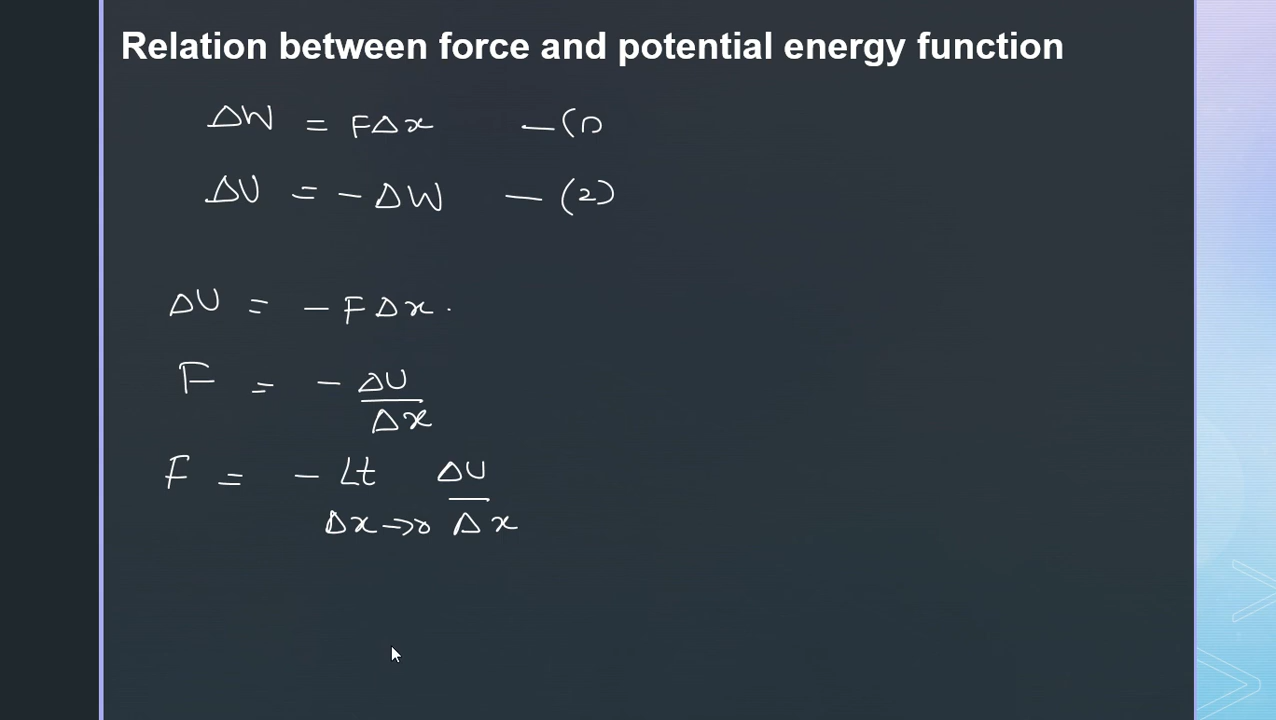 Relation between force and potential energy function
ΔW = FΔx — (1)
ΔU = - ΔW — (2)
ΔU = - FΔx .
F = - ΔU/Δx
F = - Lt Δx→0 ΔU/Δx